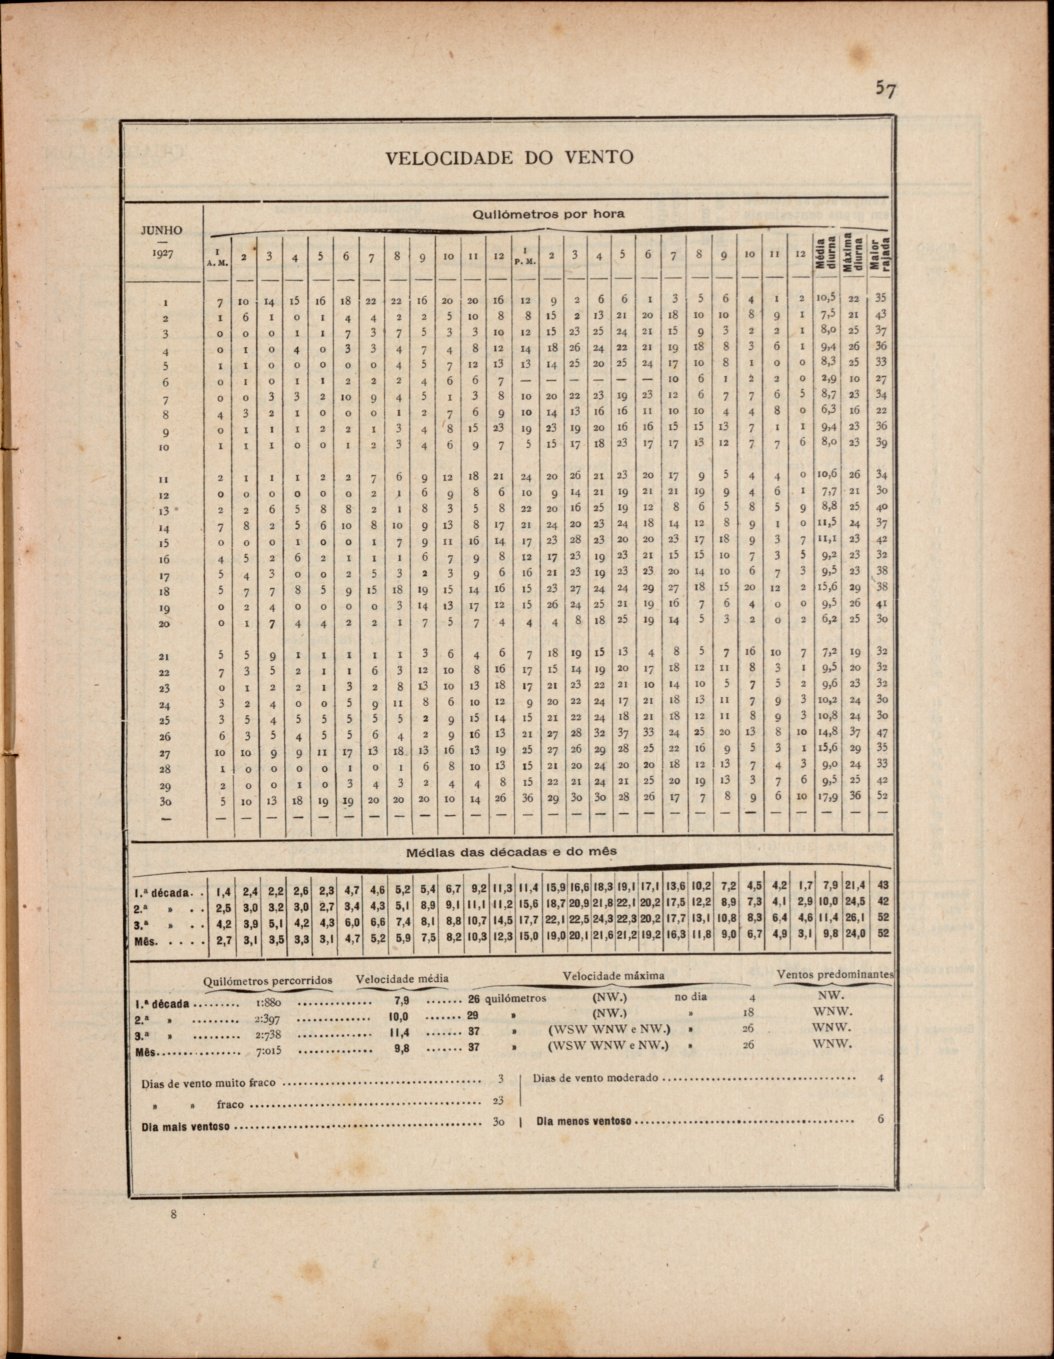 57
VELOCIDADE DO VENTO
JUNHO — 1927 Quilómetros por hora
1 A. M. 2 3 4 5 6 7 8 9 10 11 12 1 P. M. 2 3 4 5 6 7 8 9 10 11 12 Média diurna Máxima diurna Maior rajada
1 7 10 14 15 16 18 22 22 16 20 20 16 12 9 2 6 6 1 3 5 6 4 1 2 10,5 22 35
2 1 6 1 0 1 4 4 2 2 5 10 8 8 15 2 13 21 20 18 10 10 8 9 1 7,5 21 43
3 0 0 0 1 1 7 3 7 5 3 3 10 12 15 23 25 24 21 15 9 3 2 2 1 8,0 25 37
4 0 1 0 4 0 3 3 4 7 4 8 12 14 18 26 24 22 21 19 18 8 3 6 1 9,4 26 36
5 1 1 0 0 0 0 0 4 5 7 12 13 13 14 25 20 25 24 17 10 8 1 0 0 8,3 25 33
6 0 1 0 1 1 2 2 2 4 6 6 7 — — — — — — 10 6 1 2 2 0 2,9 10 27
7 0 0 3 3 2 10 9 4 5 1 3 8 10 20 22 23 19 23 12 6 7 7 6 5 8,7 23 34
8 4 3 2 1 0 0 0 1 2 7 6 9 10 14 13 16 16 11 10 10 4 4 8 0 6,3 16 22
9 0 1 1 1 2 2 1 3 4 8 15 23 19 23 19 20 16 16 15 15 13 7 1 1 9,4 23 36
10 1 1 1 0 0 1 2 3 4 6 9 7 5 15 17 18 23 17 17 13 12 7 7 6 8,0 23 39
11 2 1 1 1 2 2 7 6 9 12 18 21 24 20 26 21 23 20 17 9 5 4 4 0 10,6 26 34
12 0 0 0 0 0 0 2 1 6 9 8 6 10 9 14 21 19 21 21 19 9 4 6 1 7,7 21 30
13 2 2 6 5 8 8 2 1 8 3 5 8 22 20 16 25 19 12 8 6 5 8 5 9 8,8 25 40
14 7 8 2 5 6 10 8 10 9 13 8 17 21 24 20 23 24 18 14 12 8 9 1 0 11,5 24 37
15 0 0 0 1 0 0 1 7 9 11 16 14 17 23 28 23 20 20 23 17 18 9 3 7 11,1 23 42
16 4 5 2 6 2 1 1 1 6 7 9 8 12 17 23 19 23 21 15 15 10 7 3 5 9,2 23 32
17 5 4 3 0 0 2 5 3 2 3 9 6 16 21 23 19 23 23 20 14 10 6 7 3 9,5 23 38
18 5 7 7 8 5 9 15 18 19 15 14 16 15 23 27 24 24 29 27 18 15 20 12 2 15,6 29 38
19 0 2 4 0 0 0 0 3 14 13 17 12 15 26 24 25 21 19 16 7 6 4 0 0 9,5 26 41
20 0 1 7 4 4 2 2 1 7 5 7 4 4 4 8 18 25 19 14 5 3 2 0 2 6,2 25 30
21 5 5 9 1 1 1 1 1 3 6 4 6 7 18 19 15 13 4 8 5 7 16 10 7 7,2 19 32
22 7 3 5 2 1 1 6 3 12 10 8 16 17 15 14 19 20 17 18 12 11 8 3 1 9,5 20 32
23 0 1 2 2 1 3 2 8 13 10 13 18 17 21 23 22 21 10 14 10 5 7 5 2 9,6 23 32
24 3 2 4 0 0 5 9 11 8 6 10 12 9 20 22 24 17 21 18 13 11 7 9 3 10,2 24 30
25 3 5 4 5 5 5 5 5 2 9 15 14 15 21 22 24 18 21 18 12 11 8 9 3 10,8 24 30
26 6 3 5 4 5 5 6 4 2 9 16 13 21 27 28 32 37 33 24 25 20 13 8 10 14,8 37 47
27 10 10 9 9 11 17 13 18 13 16 13 19 25 27 26 29 28 25 22 16 9 5 3 1 15,6 29 35
28 1 0 0 0 0 1 0 1 6 8 10 13 15 21 20 24 20 20 18 12 13 7 4 3 9,0 24 33
29 2 0 0 1 0 3 4 3 2 4 4 8 15 22 21 24 21 25 20 19 13 3 7 6 9,5 25 42
30 5 10 13 18 19 19 20 20 20 10 14 26 36 29 30 30 28 26 17 7 8 9 6 10 17,9 36 52
— — — — — — — — — — — — — — — — — — — — — — — — — — — —
Médias das décadas e do mês
1.ª década. . 1,4 2,4 2,2 2,6 2,3 4,7 4,6 5,2 5,4 6,7 9,2 11,3 11,4 15,9 16,6 18,3 19,1 17,1 13,6 10,2 7,2 4,5 4,2 1,7 7,9 21,4 43
2.ª » . . 2,5 3,0 3,2 3,0 2,7 3,4 4,3 5,1 8,9 9,1 11,1 11,2 15,6 18,7 20,9 21,8 22,1 20,2 17,5 12,2 8,9 7,3 4,1 2,9 10,0 24,5 42
3.ª » . . 4,2 3,9 5,1 4,2 4,3 6,0 6,6 7,4 8,1 8,8 10,7 14,5 17,7 22,1 22,5 24,3 22,3 20,2 17,7 13,1 10,8 8,3 6,4 4,6 11,4 26,1 52
Mês. . . . . 2,7 3,1 3,5 3,3 3,1 4,7 5,2 5,9 7,5 8,2 10,3 12,3 15,0 19,0 20,1 21,6 21,2 19,2 16,3 11,8 9,0 6,7 4,9 3,1 9,8 24,0 52
Quilómetros percorridos Velocidade média Velocidade máxima Ventos predominantes
1.ª década ......... 1:880 .............. 7,9 ....... 26 quilómetros (NW.) no dia 4 NW.
2.ª » ......... 2:397 .............. 10,0 ....... 29 » (NW.) » 18 WNW.
3.ª » ......... 2:738 .............. 11,4 ....... 37 » (WSW WNW e NW.) » 26 WNW.
Mês................ 7:015 .............. 9,8 ....... 37 » (WSW WNW e NW.) » 26 WNW.
Dias de vento muito fraco .................... 3 Dias de vento moderado .................... 4
» » fraco .................... 23
Dia mais ventoso .................... 30 Dia menos ventoso .................... 6
8